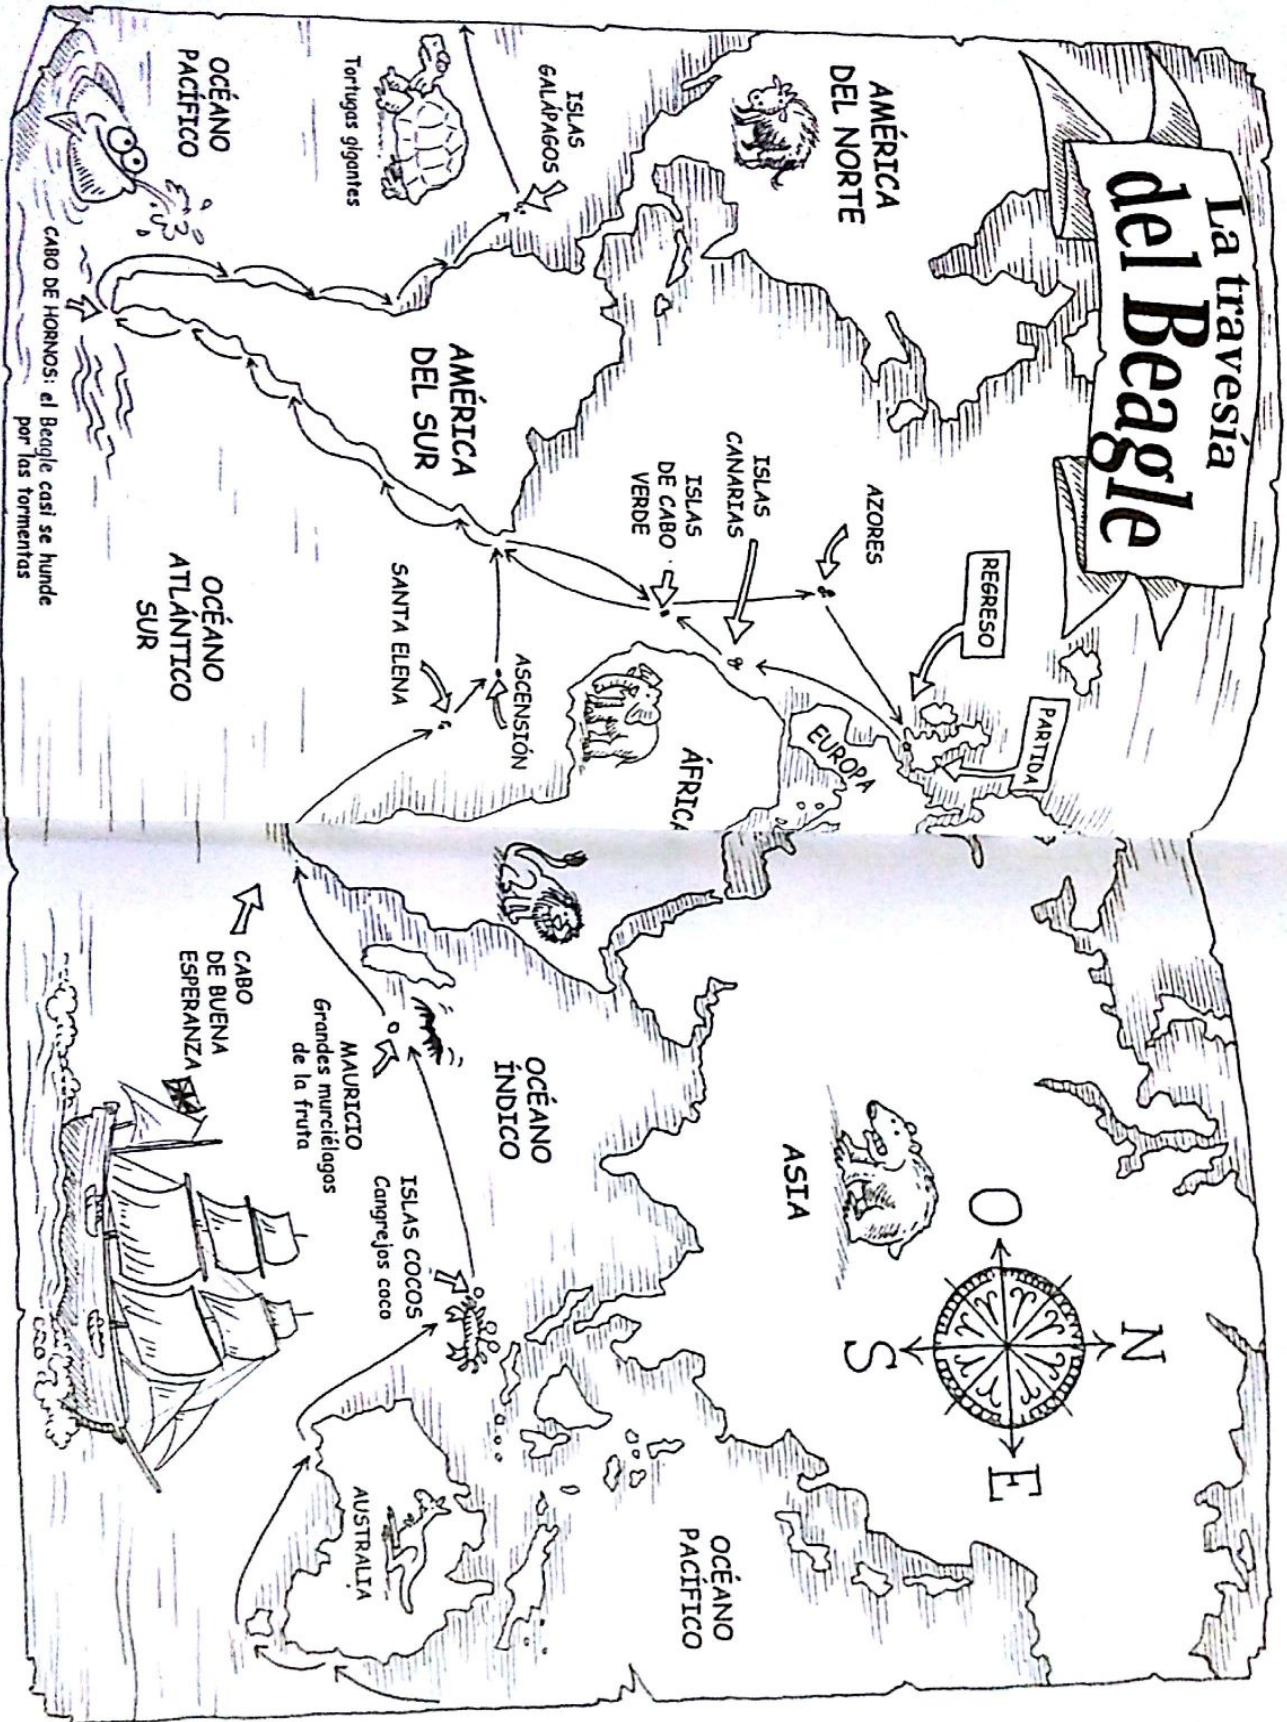 La travesía
del Beagle
AMÉRICA
DEL NORTE
ISLAS
GALÁPAGOS
Tortugas gigantes
OCÉANO
PACÍFICO
CABO DE HORNOS: el Beagle casi se hunde
por las tormentas
AMÉRICA
DEL SUR
ISLAS
CANARIAS
ISLAS
DE CABO
VERDE
AZORES
REGRESO
PARTIDA
EUROPA
ÁFRICA
ASCENSIÓN
SANTA ELENA
OCÉANO
ATLÁNTICO
SUR
CABO
DE BUENA
ESPERANZA
MAURICIO
Grandes murciélagos
de la fruta
OCÉANO
ÍNDICO
ISLAS COCOS
Cangrejos coco
ASIA
N
O
E
S
AUSTRALIA
OCÉANO
PACÍFICO